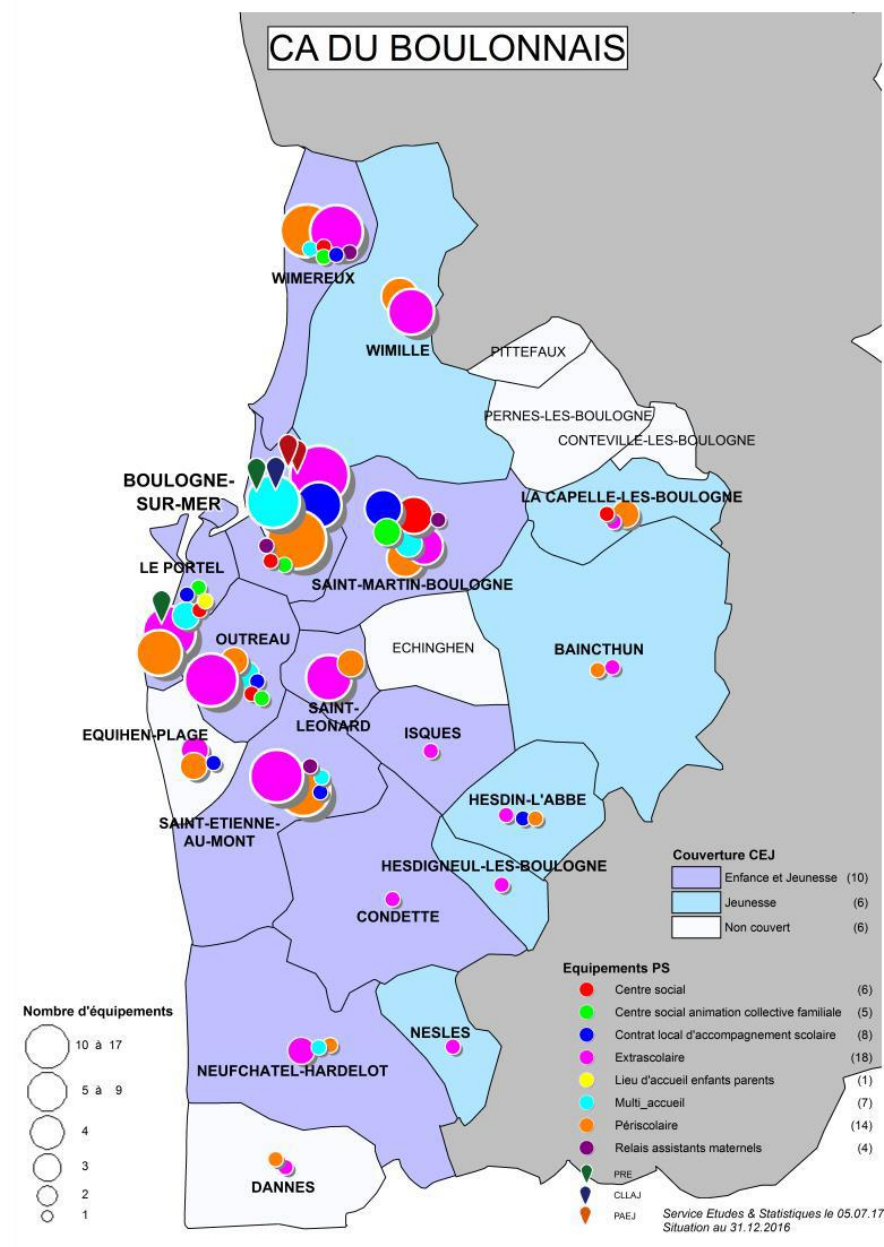 CA DU BOULONNAIS
WIMEREUX
WIMILLE
PITTEFAUX
PERNES-LES-BOULOGNE
CONTEVILLE-LES-BOULOGNE
BOULOGNE-
SUR-MER
LA CAPELLE-LES-BOULOGNE
LE PORTEL
SAINT-MARTIN-BOULOGNE
OUTREAU
ECHINGHEN
BAINCTHUN
SAINT-
LEONARD
EQUIHEN-PLAGE
ISQUES
SAINT-ETIENNE-
AU-MONT
HESDIN-L'ABBE
HESDIGNEUL-LES-BOULOGNE
CONDETTE
NESLES
NEUFCHATEL-HARDELOT
DANNES
Couverture CEJ
Enfance et Jeunesse (10)
Jeunesse (6)
Non couvert (6)
Equipements PS
Centre social (6)
Centre social animation collective familiale (5)
Contrat local d'accompagnement scolaire (8)
Extrascolaire (18)
Lieu d'accueil enfants parents (1)
Multi_accueil (7)
Périscolaire (14)
Relais assistants maternels (4)
PRE
CLLAJ
PAEJ
Nombre d'équipements
10 à 17
5 à 9
4
3
2
1
Service Etudes & Statistiques le 05.07.17
Situation au 31.12.2016